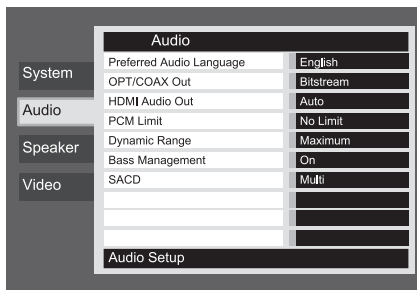 Audio
System
Audio
Speaker
Video
Preferred Audio Language English
OPT/COAX Out Bitstream
HDMI Audio Out Auto
PCM Limit No Limit
Dynamic Range Maximum
Bass Management On
SACD Multi
Audio Setup